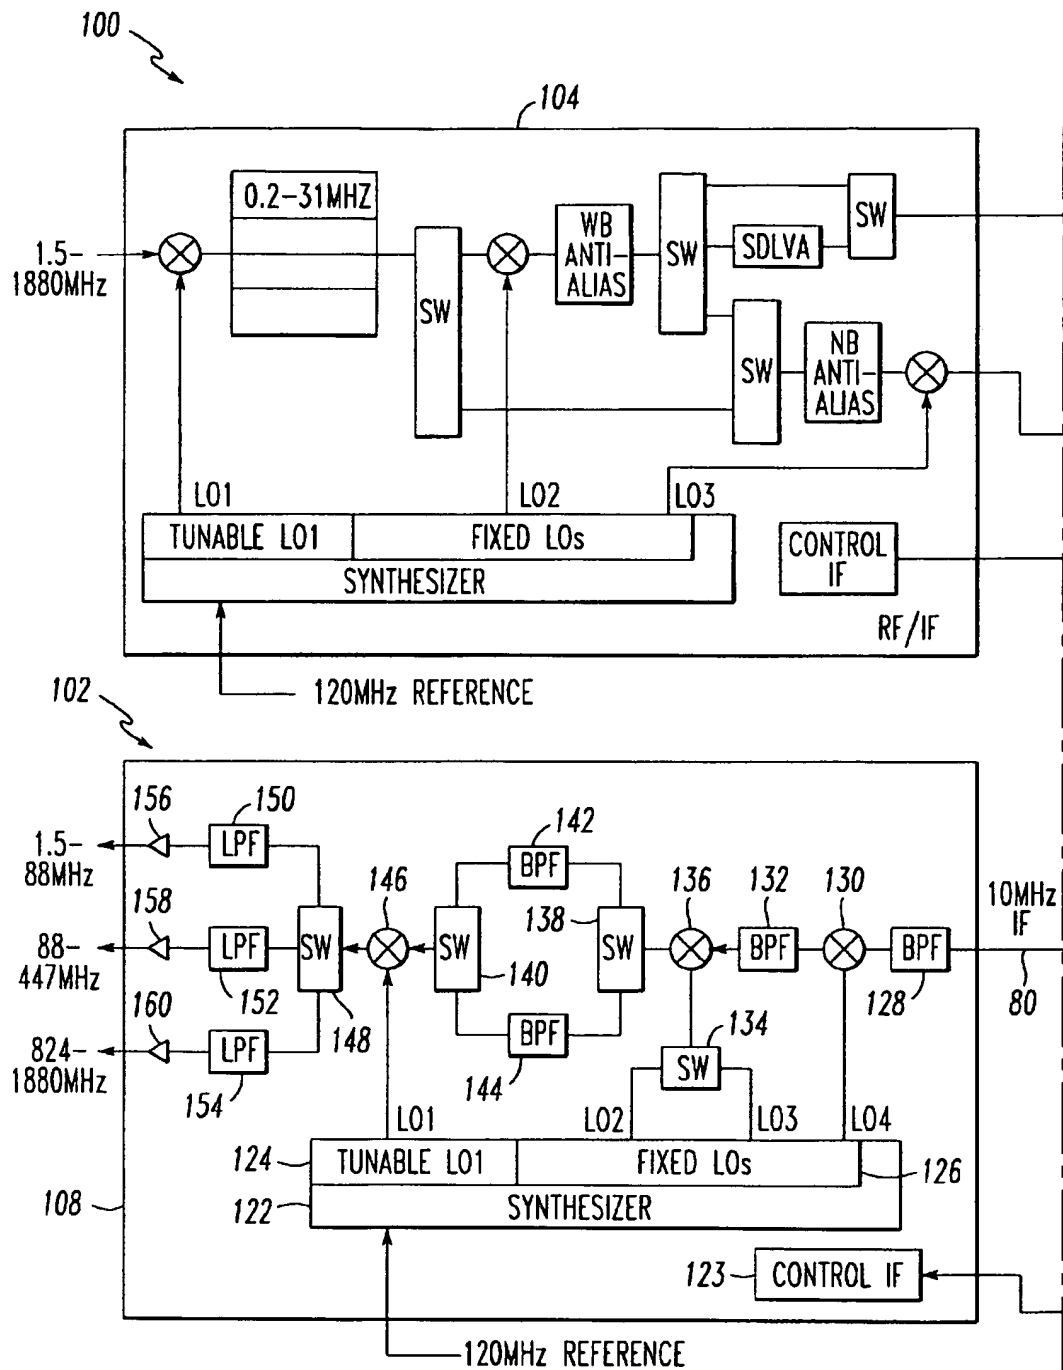 100
104
0.2-31MHZ
1.5-
1880MHz
SW
WB
ANTI-
ALIAS
SW
SDLVA
SW
SW
NB
ANTI-
ALIAS
LO1
LO2
LO3
TUNABLE LO1
FIXED LOs
SYNTHESIZER
CONTROL
IF
RF/IF
120MHz REFERENCE
102
156
150
LPF
1.5-
88MHz
142
BPF
146
138
136
132
130
10MHz
IF
158
88-
447MHz
LPF
152
SW
148
SW
140
SW
BPF
BPF
128
80
160
824-
1880MHz
LPF
154
BPF
144
134
SW
LO1
LO2
LO3
LO4
124
TUNABLE LO1
FIXED LOs
126
108
122
SYNTHESIZER
123
CONTROL IF
120MHz REFERENCE